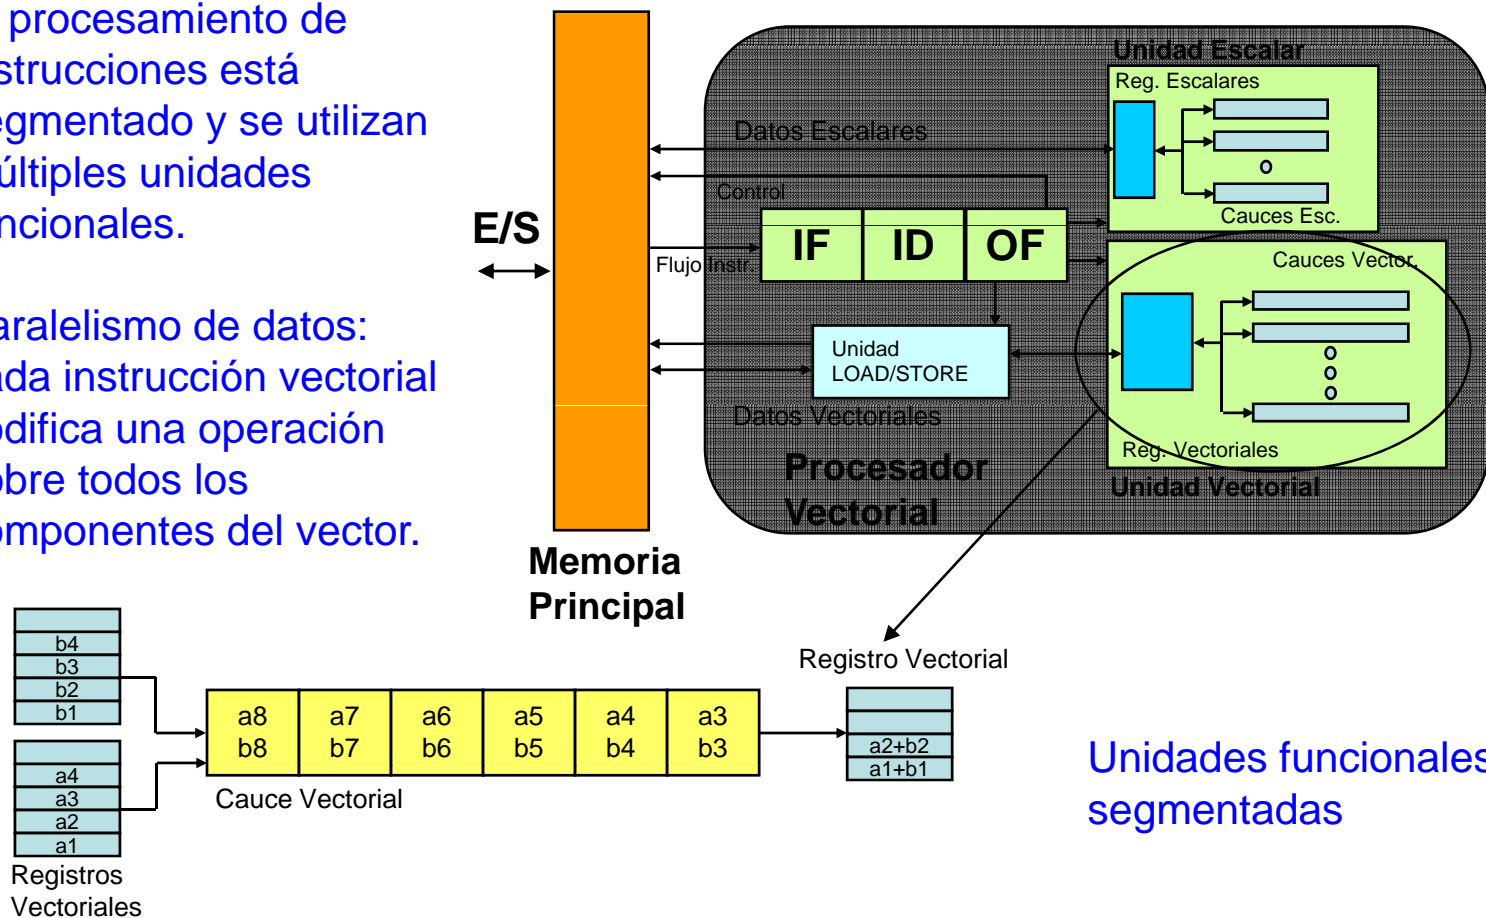 procesamiento de
strucciones está
egmentado y se utilizan
últiples unidades
ncionales.
aralelismo de datos:
ada instrucción vectorial
odifica una operación
obre todos los
omponentes del vector.
E/S
Memoria
Principal
Unidad Escalar
Reg. Escalares
Cauces Esc.
Datos Escalares
Control
Flujo Instr.
IF
ID
OF
Cauces Vector.
Unidad
LOAD/STORE
Datos Vectoriales
Reg. Vectoriales
Unidad Vectorial
Procesador
Vectorial
b4
b3
b2
b1
a4
a3
a2
a1
Registros
Vectoriales
a8 a7 a6 a5 a4 a3
b8 b7 b6 b5 b4 b3
Cauce Vectorial
Registro Vectorial
a2+b2
a1+b1
Unidades funcionales
segmentadas